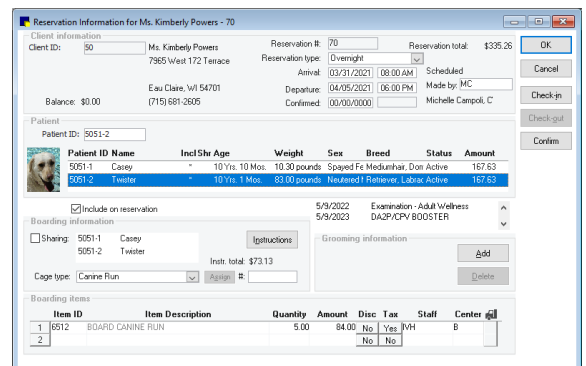 Reservation Information for Ms. Kimberly Powers - 70
Client information
Client ID: 50 Ms. Kimberly Powers Reservation #: 70 Reservation total: $335.26 OK
7965 West 172 Terrace Reservation type: Overnight
Arrival: 03/31/2021 08:00 AM Scheduled Cancel
Eau Claire, WI 54701 Departure: 04/05/2021 06:00 PM Made by: MC
Balance: $0.00 (715) 681-2605 Confirmed: 00/00/0000 Michelle Campoli, C Check-in
Patient Check-out
Patient ID: 5051-2 Confirm
Patient ID Name Incl Shr Age Weight Sex Breed Status Amount
5051-1 Casey * 10 Yrs. 10 Mos. 10.30 pounds Spayed Fe Mediumhair, Dom Active 167.63
5051-2 Twister * 10 Yrs. 1 Mos. 83.00 pounds Neutered M Retriever, Labrac Active 167.63
Include on reservation 5/9/2022 Examination - Adult Wellness
5/9/2023 DA2P/CPV BOOSTER
Boarding information Grooming information
Sharing: 5051-1 Casey Instructions
5051-2 Twister Add
Instr. total: $73.13
Cage type: Canine Run Assign #: Delete
Boarding items
Item ID Item Description Quantity Amount Disc Tax Staff Center
1 6512 BOARD CANINE RUN 5.00 84.00 No Yes IVH B
2 No No